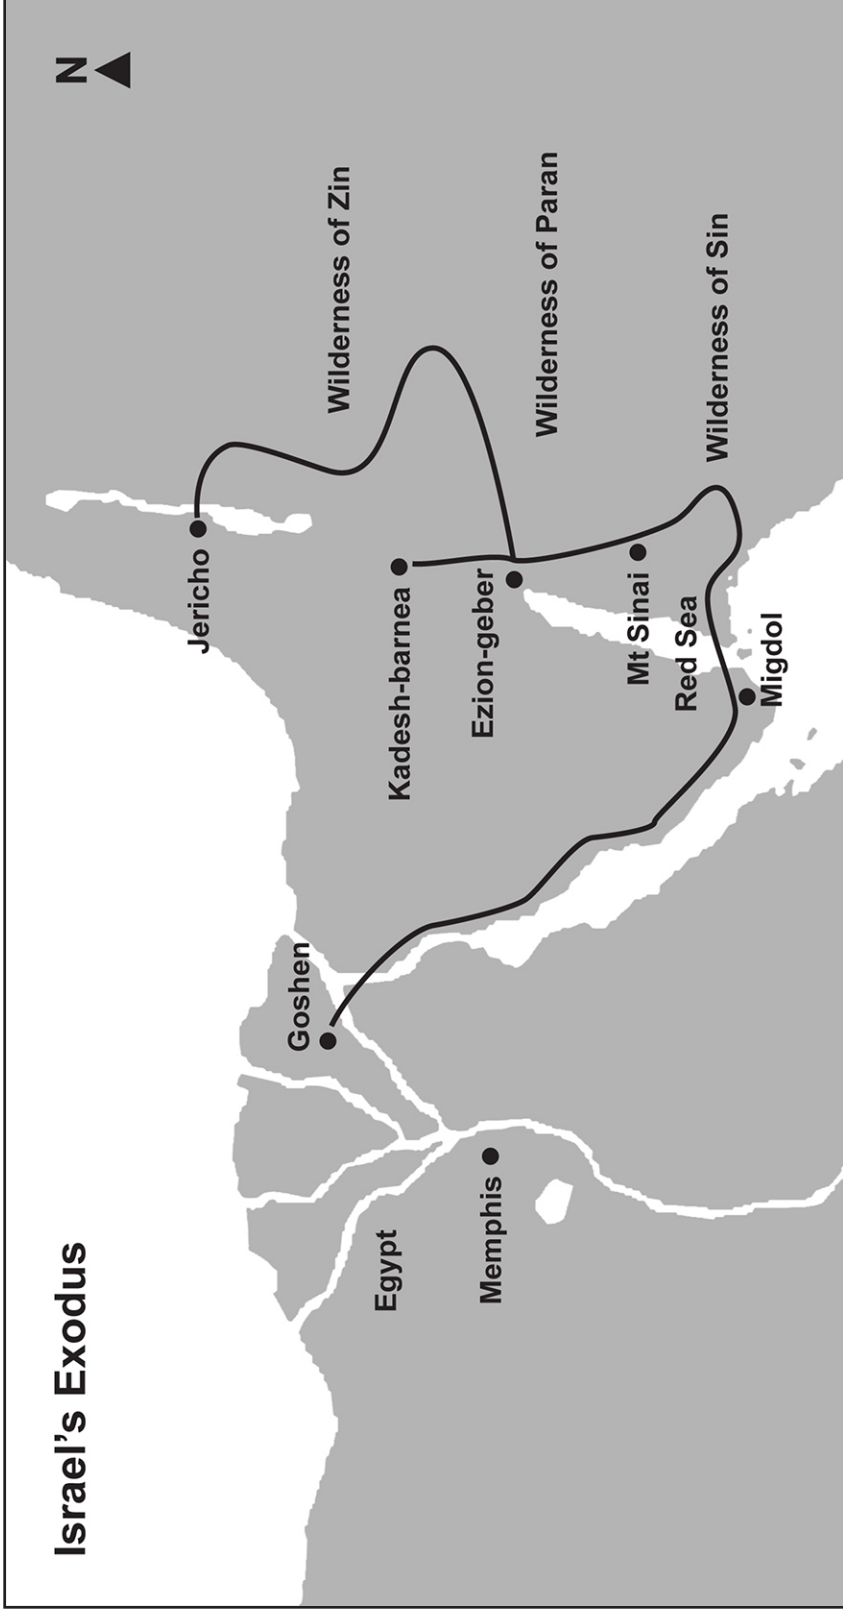 Israel's Exodus
N
Jericho
Wilderness of Zin
Goshen
Kadesh-barnea
Egypt
Ezion-geber
Wilderness of Paran
Memphis
Mt Sinai
Red Sea
Wilderness of Sin
Migdol